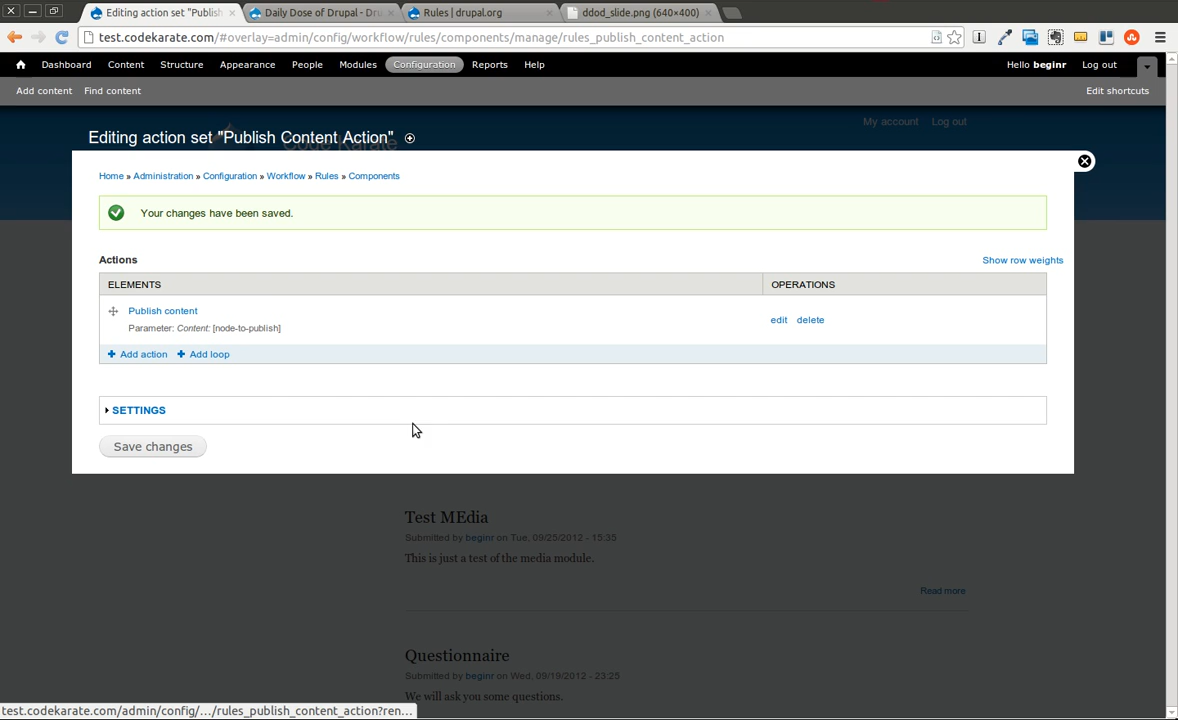 Editing action set "Publish
Daily Dose of Drupal - Dru
Rules | drupal.org
ddod_slide.png (640×400)
test.codekarate.com/#overlay=admin/config/workflow/rules/components/manage/rules_publish_content_action
Dashboard Content Structure Appearance People Modules Configuration Reports Help
Hello beginr Log out
Add content Find content
Edit shortcuts
My account Log out
Editing action set "Publish Content Action"
Code Karate
Home » Administration » Configuration » Workflow » Rules » Components
Your changes have been saved.
Actions
Show row weights
ELEMENTS OPERATIONS
Publish content
Parameter: Content: [node-to-publish]
edit delete
Add action Add loop
SETTINGS
Save changes
Test MEdia
Submitted by beginr on Tue, 09/25/2012 - 15:35
This is just a test of the media module.
Read more
Questionnaire
Submitted by beginr on Wed, 09/19/2012 - 23:25
We will ask you some questions.
test.codekarate.com/admin/config/.../rules_publish_content_action?ren...